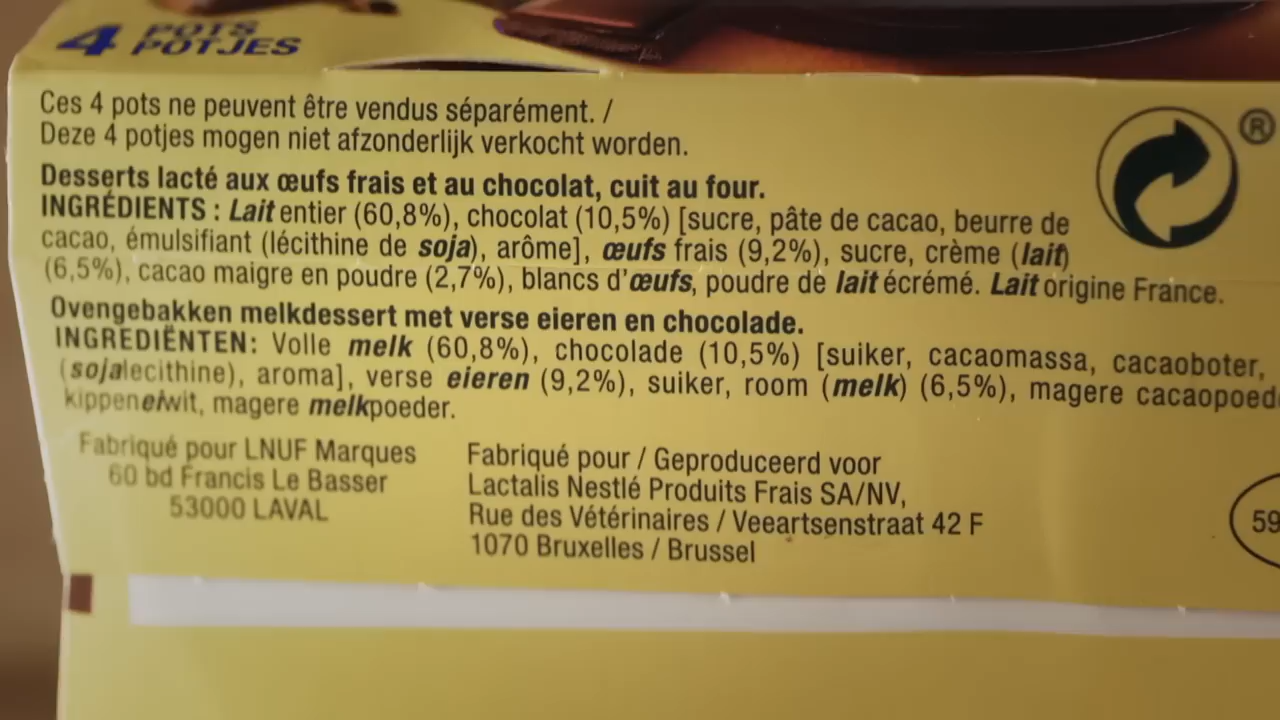 4 POTS
POTJES
Ces 4 pots ne peuvent être vendus séparément. /
Deze 4 potjes mogen niet afzonderlijk verkocht worden.
®
Desserts lacté aux œufs frais et au chocolat, cuit au four.
INGRÉDIENTS : Lait entier (60,8%), chocolat (10,5%) [sucre, pâte de cacao, beurre de
cacao, émulsifiant (lécithine de soja), arôme], œufs frais (9,2%), sucre, crème (lait)
(6,5%), cacao maigre en poudre (2,7%), blancs d'œufs, poudre de lait écrémé. Lait origine France.
Ovengebakken melkdessert met verse eieren en chocolade.
INGREDIËNTEN: Volle melk (60,8%), chocolade (10,5%) [suiker, cacaomassa, cacaoboter,
(sojalecithine), aroma], verse eieren (9,2%), suiker, room (melk) (6,5%), magere cacaopoed
kippeneiwit, magere melkpoeder.
Fabriqué pour LNUF Marques
60 bd Francis Le Basser
53000 LAVAL
Fabriqué pour / Geproduceerd voor
Lactalis Nestlé Produits Frais SA/NV,
Rue des Vétérinaires / Veeartsenstraat 42 F
1070 Bruxelles / Brussel
59